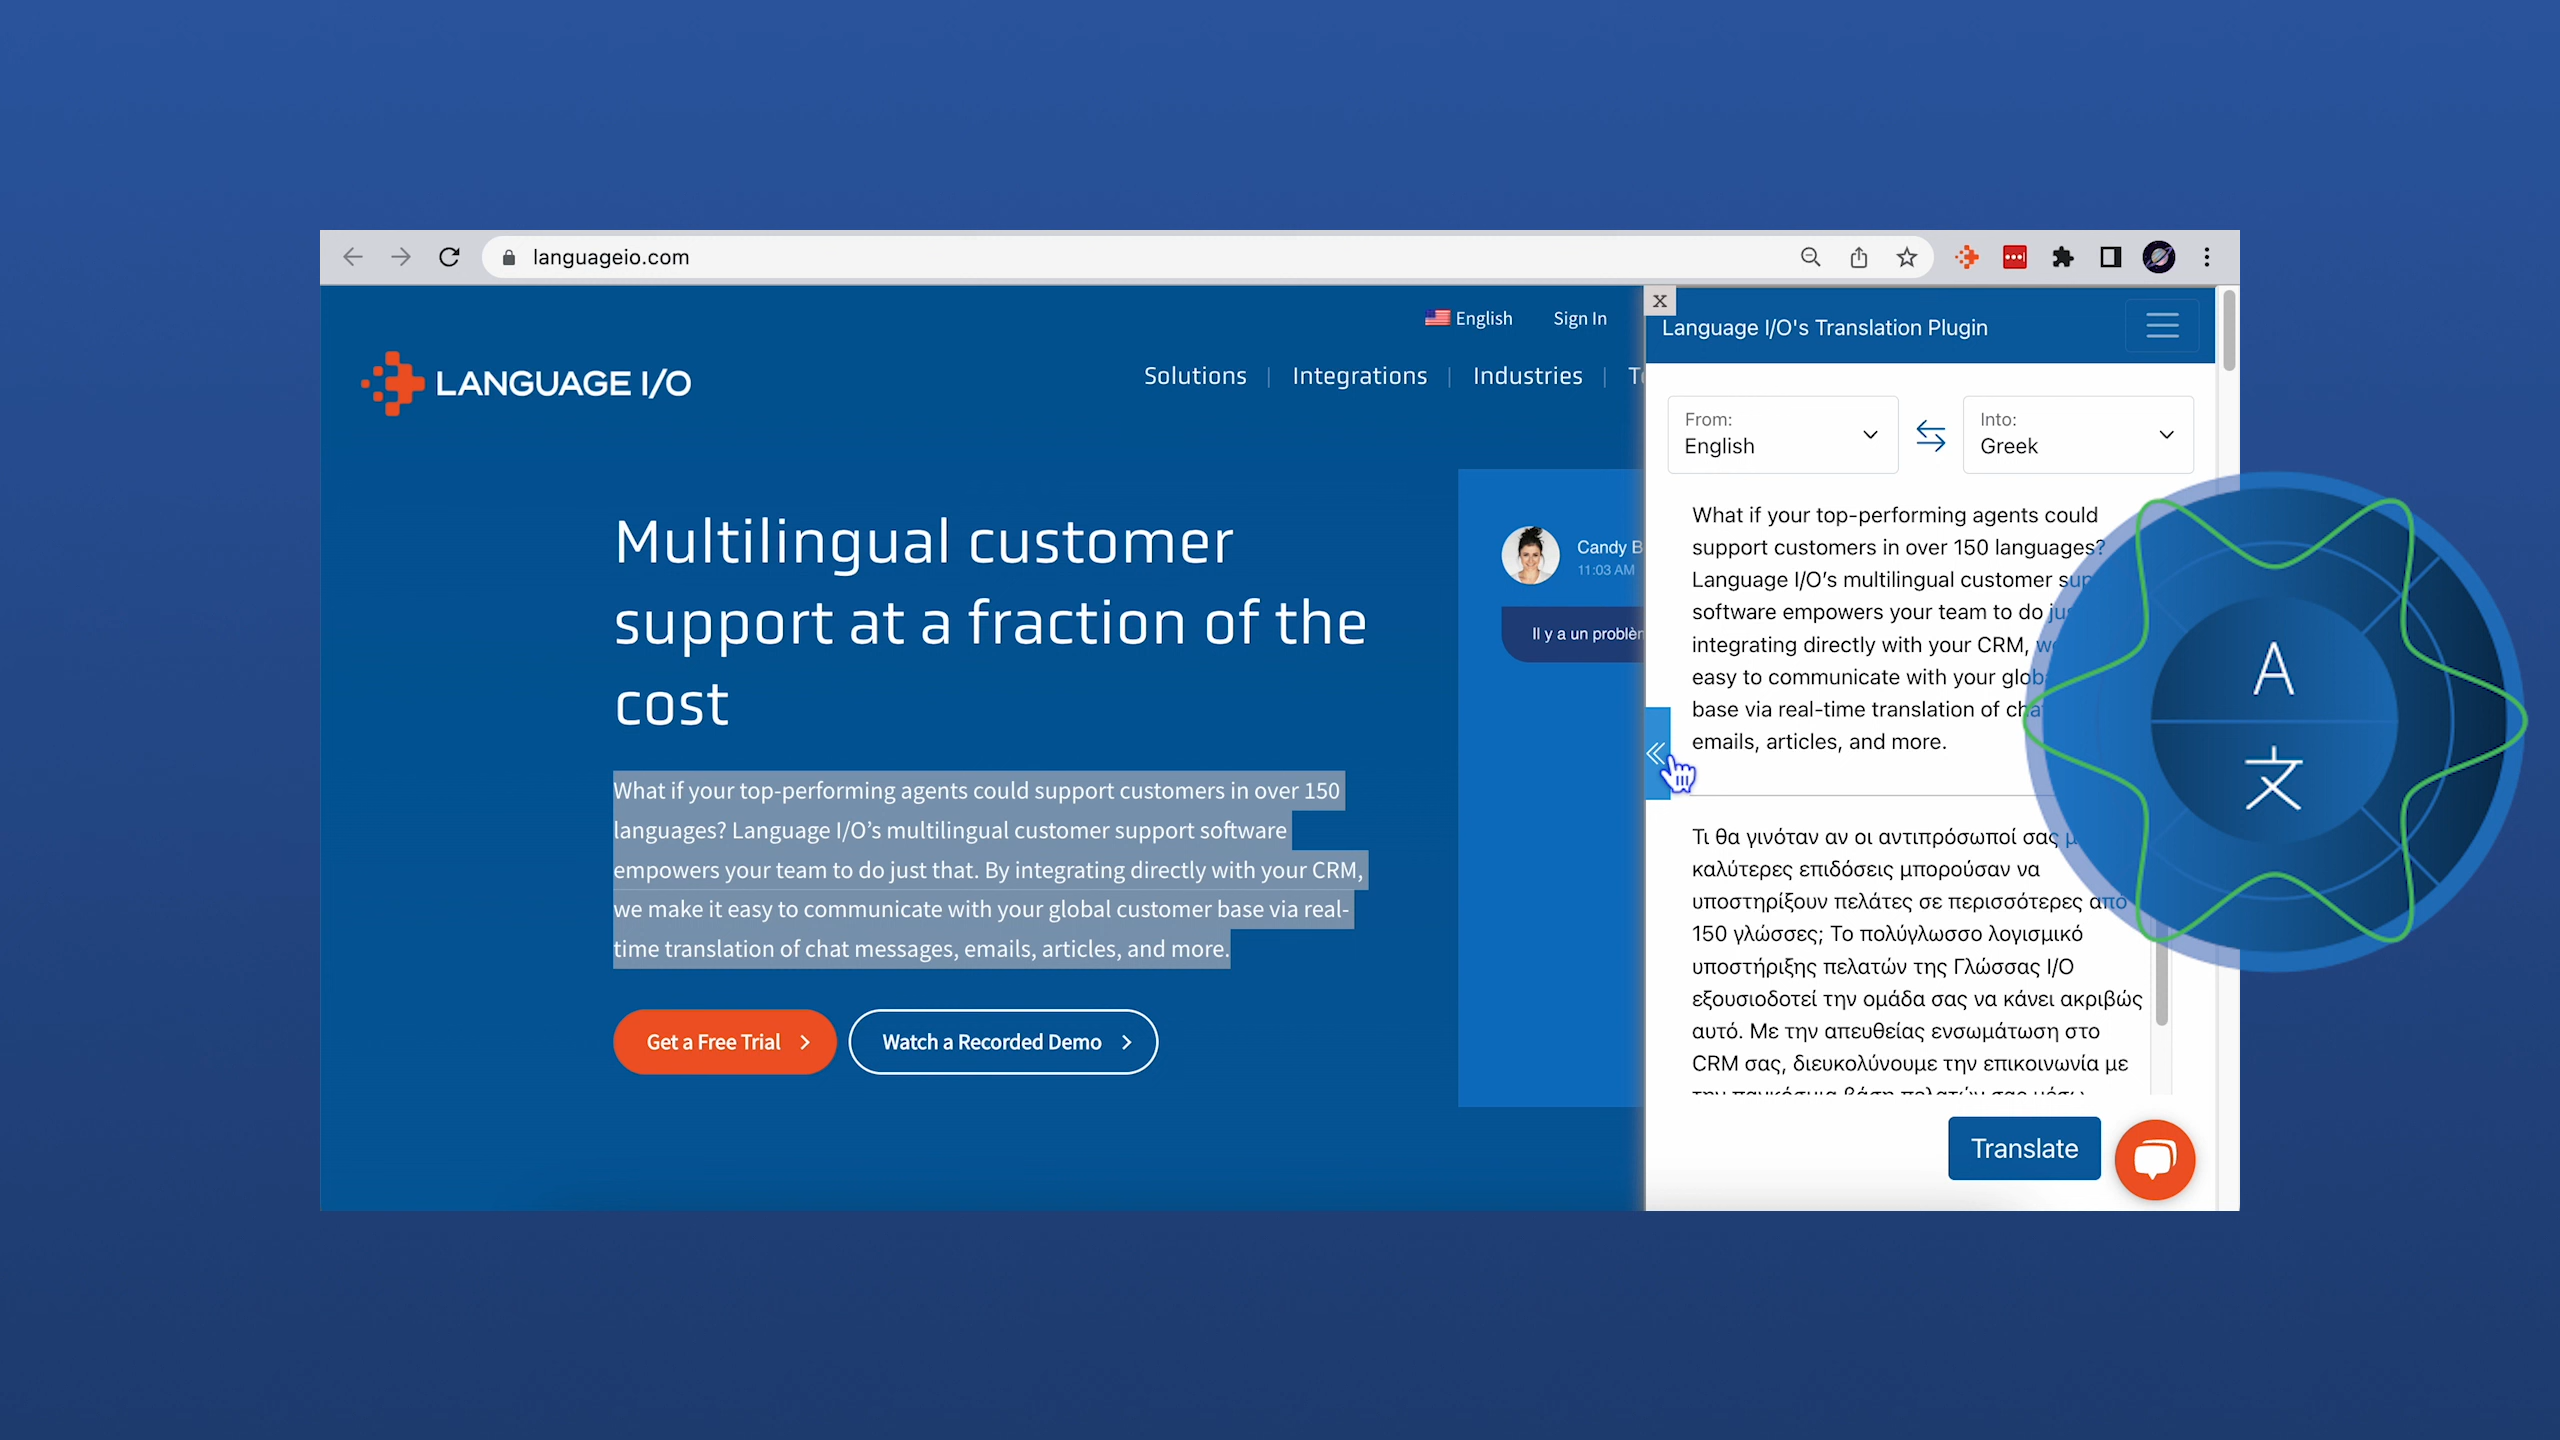 languageio.com
English
Sign In
LANGUAGE I/O
Solutions | Integrations | Industries |
Multilingual customer
support at a fraction of the
cost
What if your top-performing agents could support customers in over 150
languages? Language I/O’s multilingual customer support software
empowers your team to do just that. By integrating directly with your CRM,
we make it easy to communicate with your global customer base via real-
time translation of chat messages, emails, articles, and more.
Get a Free Trial
Watch a Recorded Demo
Candy
11:03 AM
Il y a un
X
Language I/O's Translation Plugin
From:
English
Into:
Greek
What if your top-performing agents could
support customers in over 150 languages?
Language I/O’s multilingual customer
software empowers your team to do
integrating directly with your CRM,
easy to communicate with your
base via real-time translation of
emails, articles, and more.
Τι θα γινόταν αν οι αντιπρόσωποί σας
καλύτερες επιδόσεις μπορούσαν να
υποστηρίξουν πελάτες σε περισσότερες από
150 γλώσσες; Το πολύγλωσσο λογισμικό
υποστήριξης πελατών της Γλώσσας I/O
εξουσιοδοτεί την ομάδα σας να κάνει ακριβώς
αυτό. Με την απευθείας ενσωμάτωση στο
CRM σας, διευκολύνουμε την επικοινωνία με
Translate
A
文